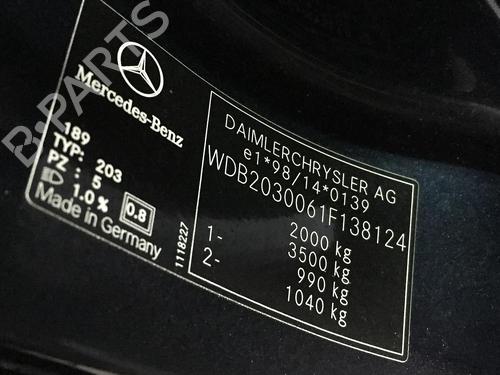 Mercedes-Benz
189
TYP: 203
PZ : 5
1.0 %
0.8
Made in Germany
1118227
DAIMLERCHRYSLER AG
e1*98/14*0139
WDB2030061F138124
2000 kg
3500 kg
1- 990 kg
2- 1040 kg
B-PARTS